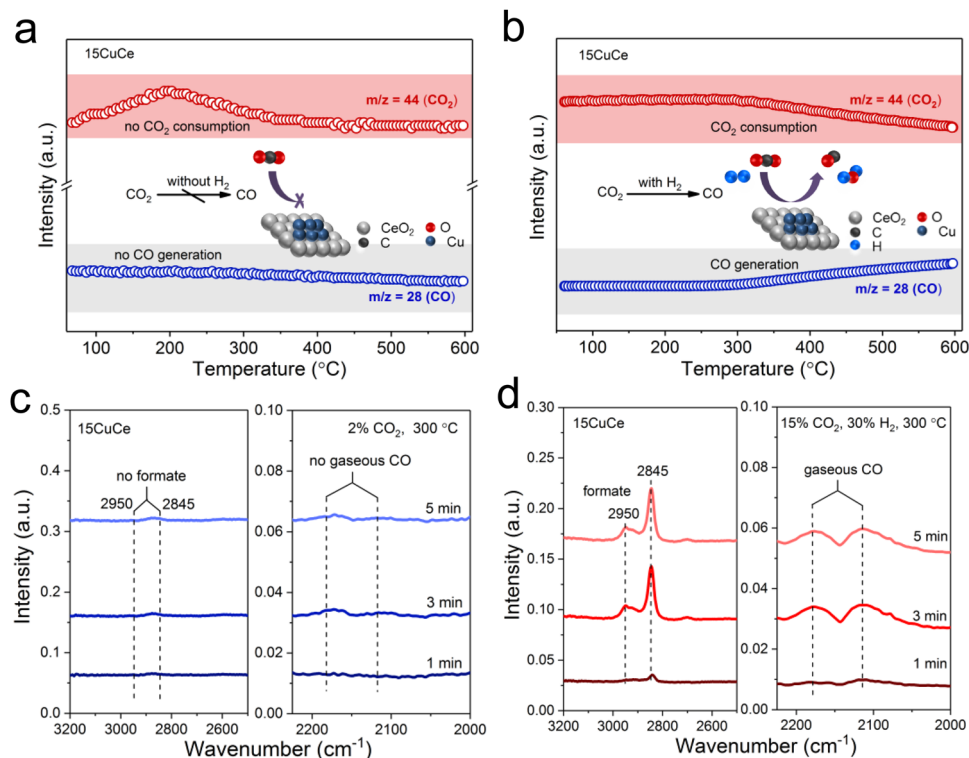 a
15CuCe
m/z = 44 (CO₂)
no CO₂ consumption
CO₂ without H₂ CO
CeO₂ O
C Cu
no CO generation
m/z = 28 (CO)
Intensity (a.u.)
100 200 300 400 500 600
Temperature (°C)
b
15CuCe
m/z = 44 (CO₂)
CO₂ consumption
CO₂ with H₂ CO
CeO₂ O
C Cu
H
CO generation
m/z = 28 (CO)
Intensity (a.u.)
100 200 300 400 500 600
Temperature (°C)
c
15CuCe
no formate
2950 2845
Intensity (a.u.)
0.5
0.4
0.3
0.2
0.1
0.0
3200 3000 2800 2600
2% CO₂, 300 °C
no gaseous CO
5 min
3 min
1 min
0.10
0.08
0.06
0.04
0.02
0.00
2200 2100 2000
Wavenumber (cm⁻¹)
d
15CuCe
2845
formate
2950
Intensity (a.u.)
0.30
0.25
0.20
0.15
0.10
0.05
0.00
3200 3000 2800 2600
15% CO₂, 30% H₂, 300 °C
gaseous CO
5 min
3 min
1 min
0.10
0.08
0.06
0.04
0.02
0.00
2200 2100 2000
Wavenumber (cm⁻¹)